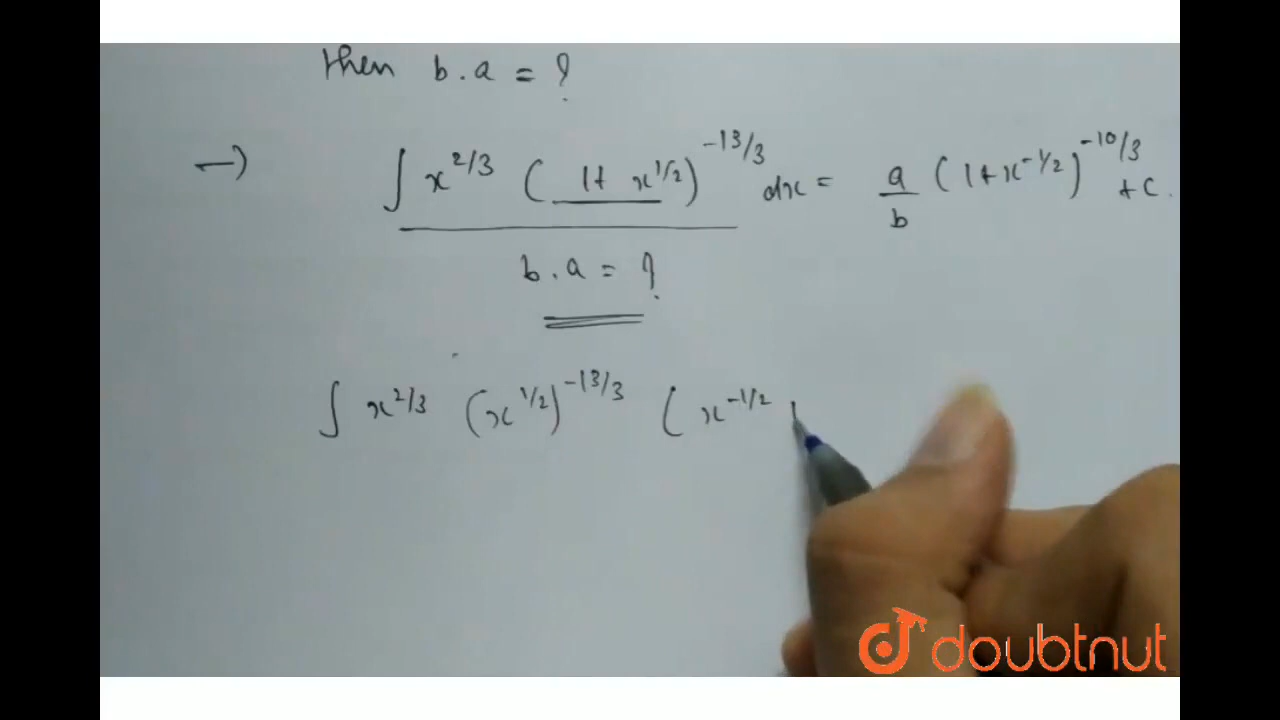 then b.a = ?
→ ∫ x^2/3 (1+ x^1/2)^-13/3 dx = a/b (1+x^-1/2)^-10/3 + C.
b.a = ?
∫ x^2/3 (x^1/2)^-13/3 (x^-1/2
doubtnut